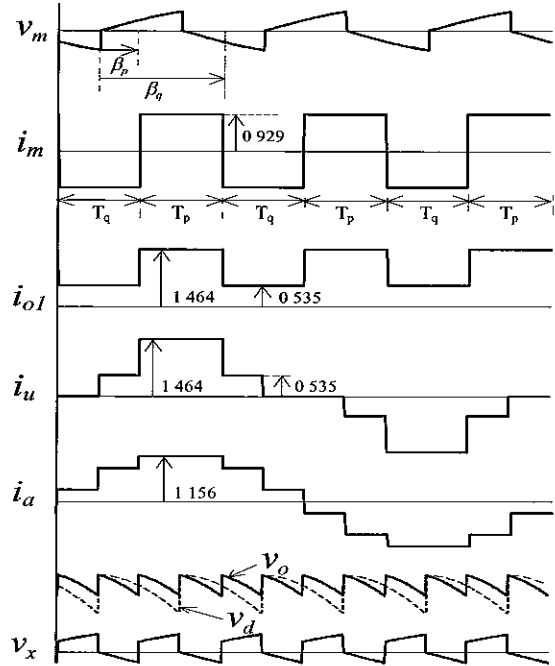 v_m
β_p
β_q
i_m
0 929
T_q T_p T_q T_p T_q T_p
i_o1
1 464 0 535
i_u
1 464 0 535
i_a
1 156
v_o
v_d
v_x